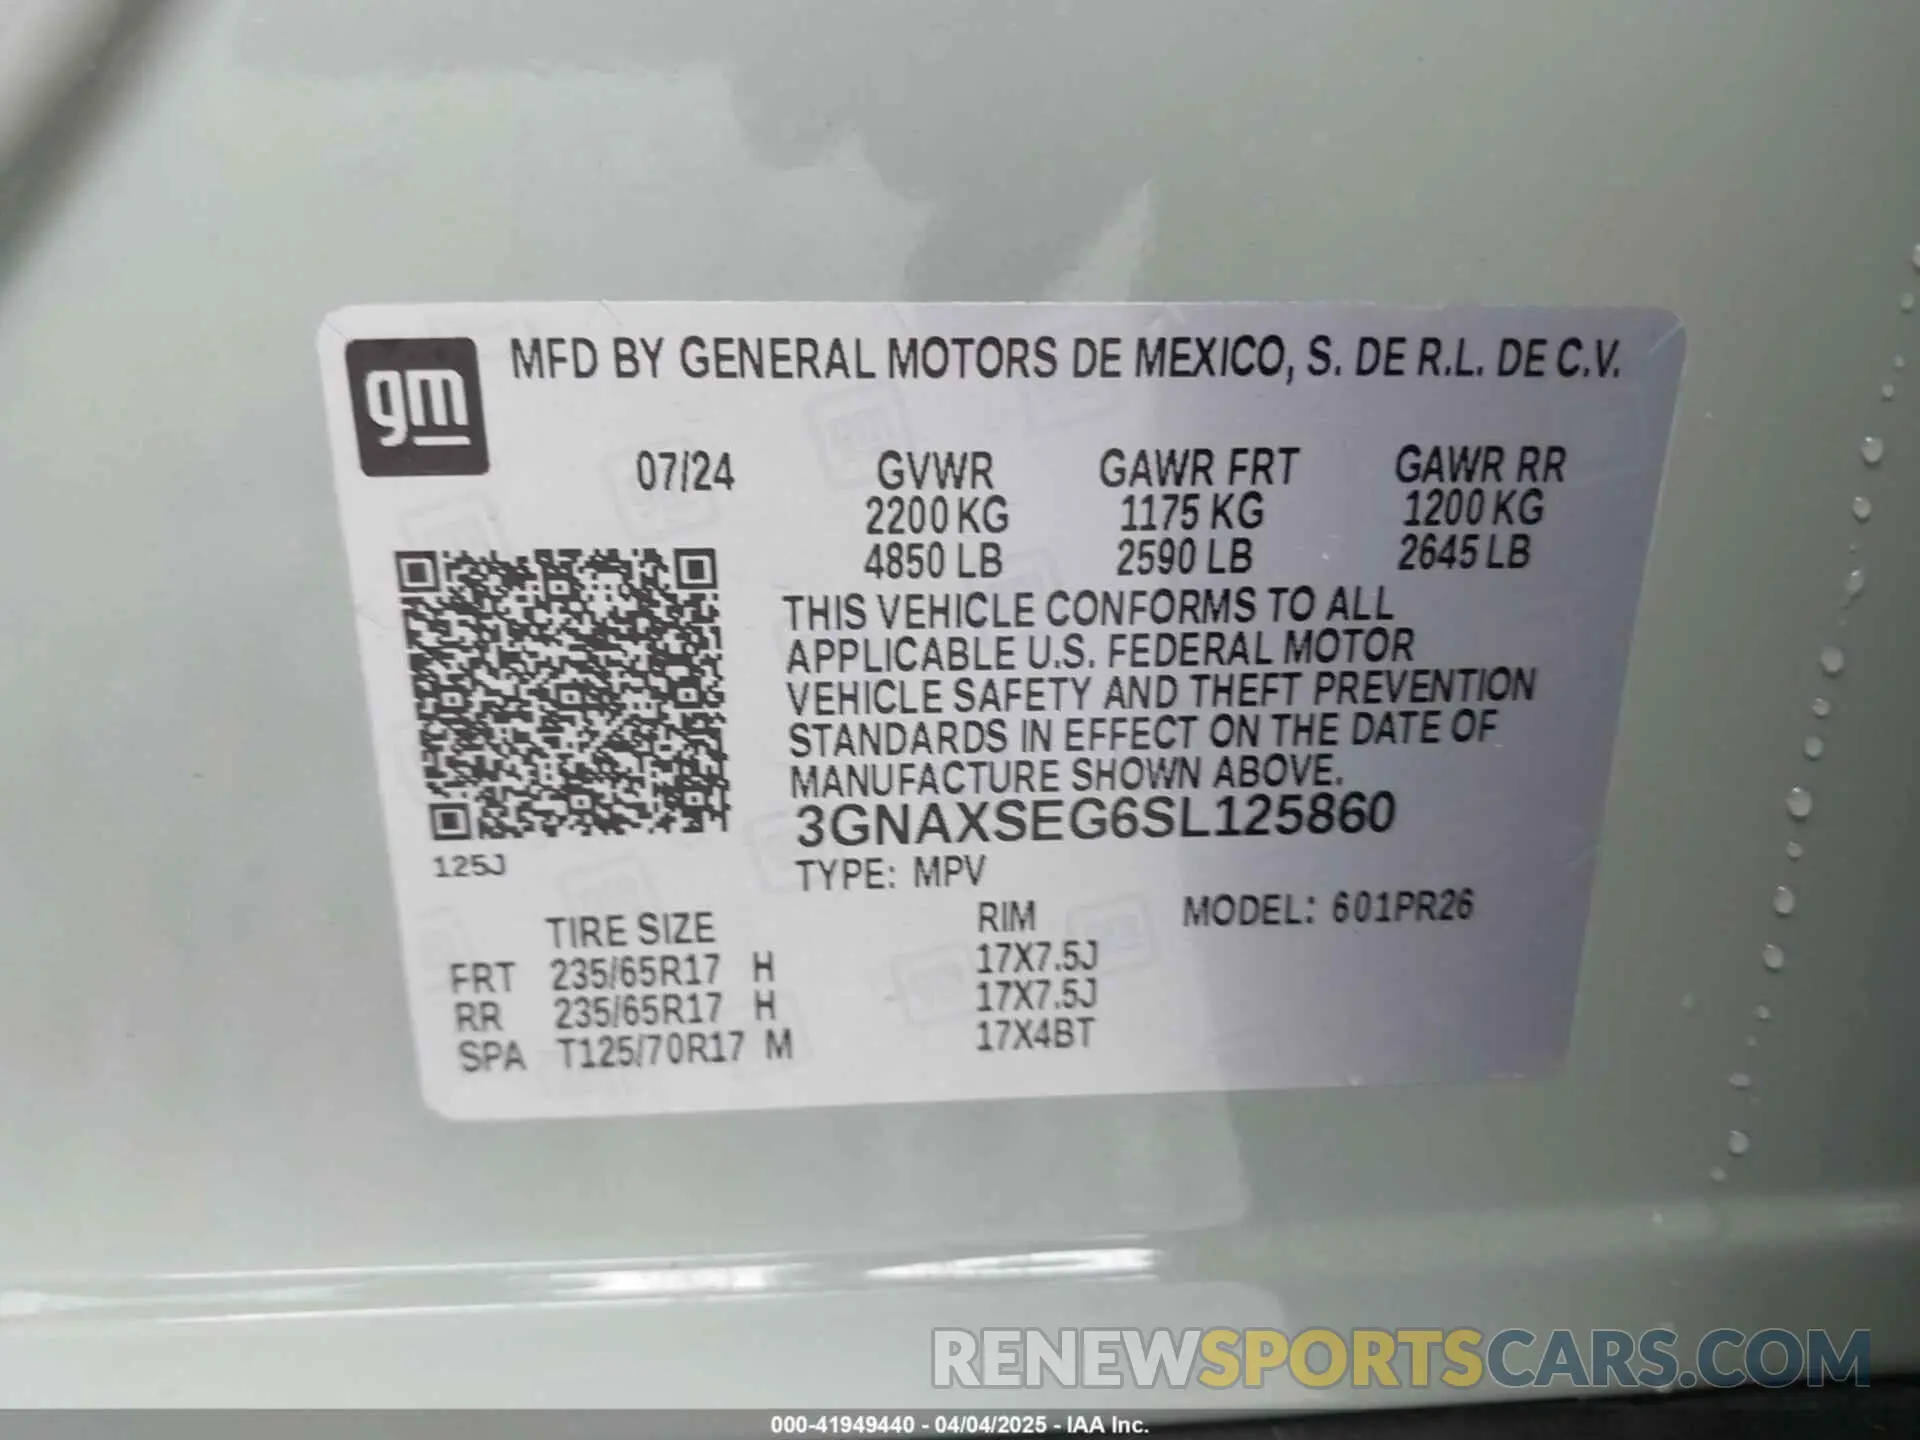 gm
MFD BY GENERAL MOTORS DE MEXICO, S. DE R.L. DE C.V.
07/24 GVWR GAWR FRT GAWR RR
2200 KG 1175 KG 1200 KG
4850 LB 2590 LB 2645 LB
THIS VEHICLE CONFORMS TO ALL
APPLICABLE U.S. FEDERAL MOTOR
VEHICLE SAFETY AND THEFT PREVENTION
STANDARDS IN EFFECT ON THE DATE OF
MANUFACTURE SHOWN ABOVE.
3GNAXSEG6SL125860
125J
TYPE: MPV
TIRE SIZE RIM MODEL: 601PR26
FRT 235/65R17 H 17X7.5J
RR 235/65R17 H 17X7.5J
SPA T125/70R17 M 17X4BT
RENEWSPORTSCARS.COM
000-41949440 - 04/04/2025 - IAA Inc.